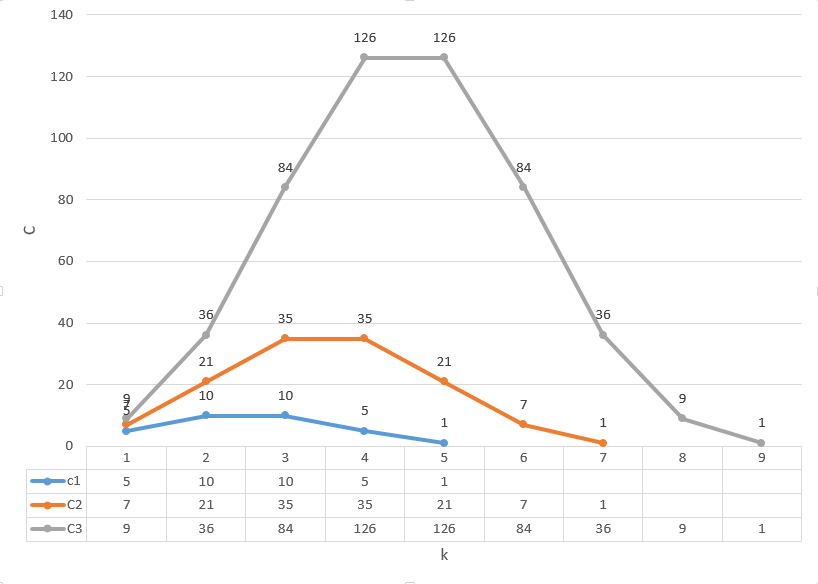 140
126 126
120
100
84 84
80
C
60
36 35 35 36
40
21 21
20
9 7 5 10 10 5 1 7 1 9 1
0
1 2 3 4 5 6 7 8 9
c1 5 10 10 5 1
C2 7 21 35 35 21 7 1
C3 9 36 84 126 126 84 36 9 1
k